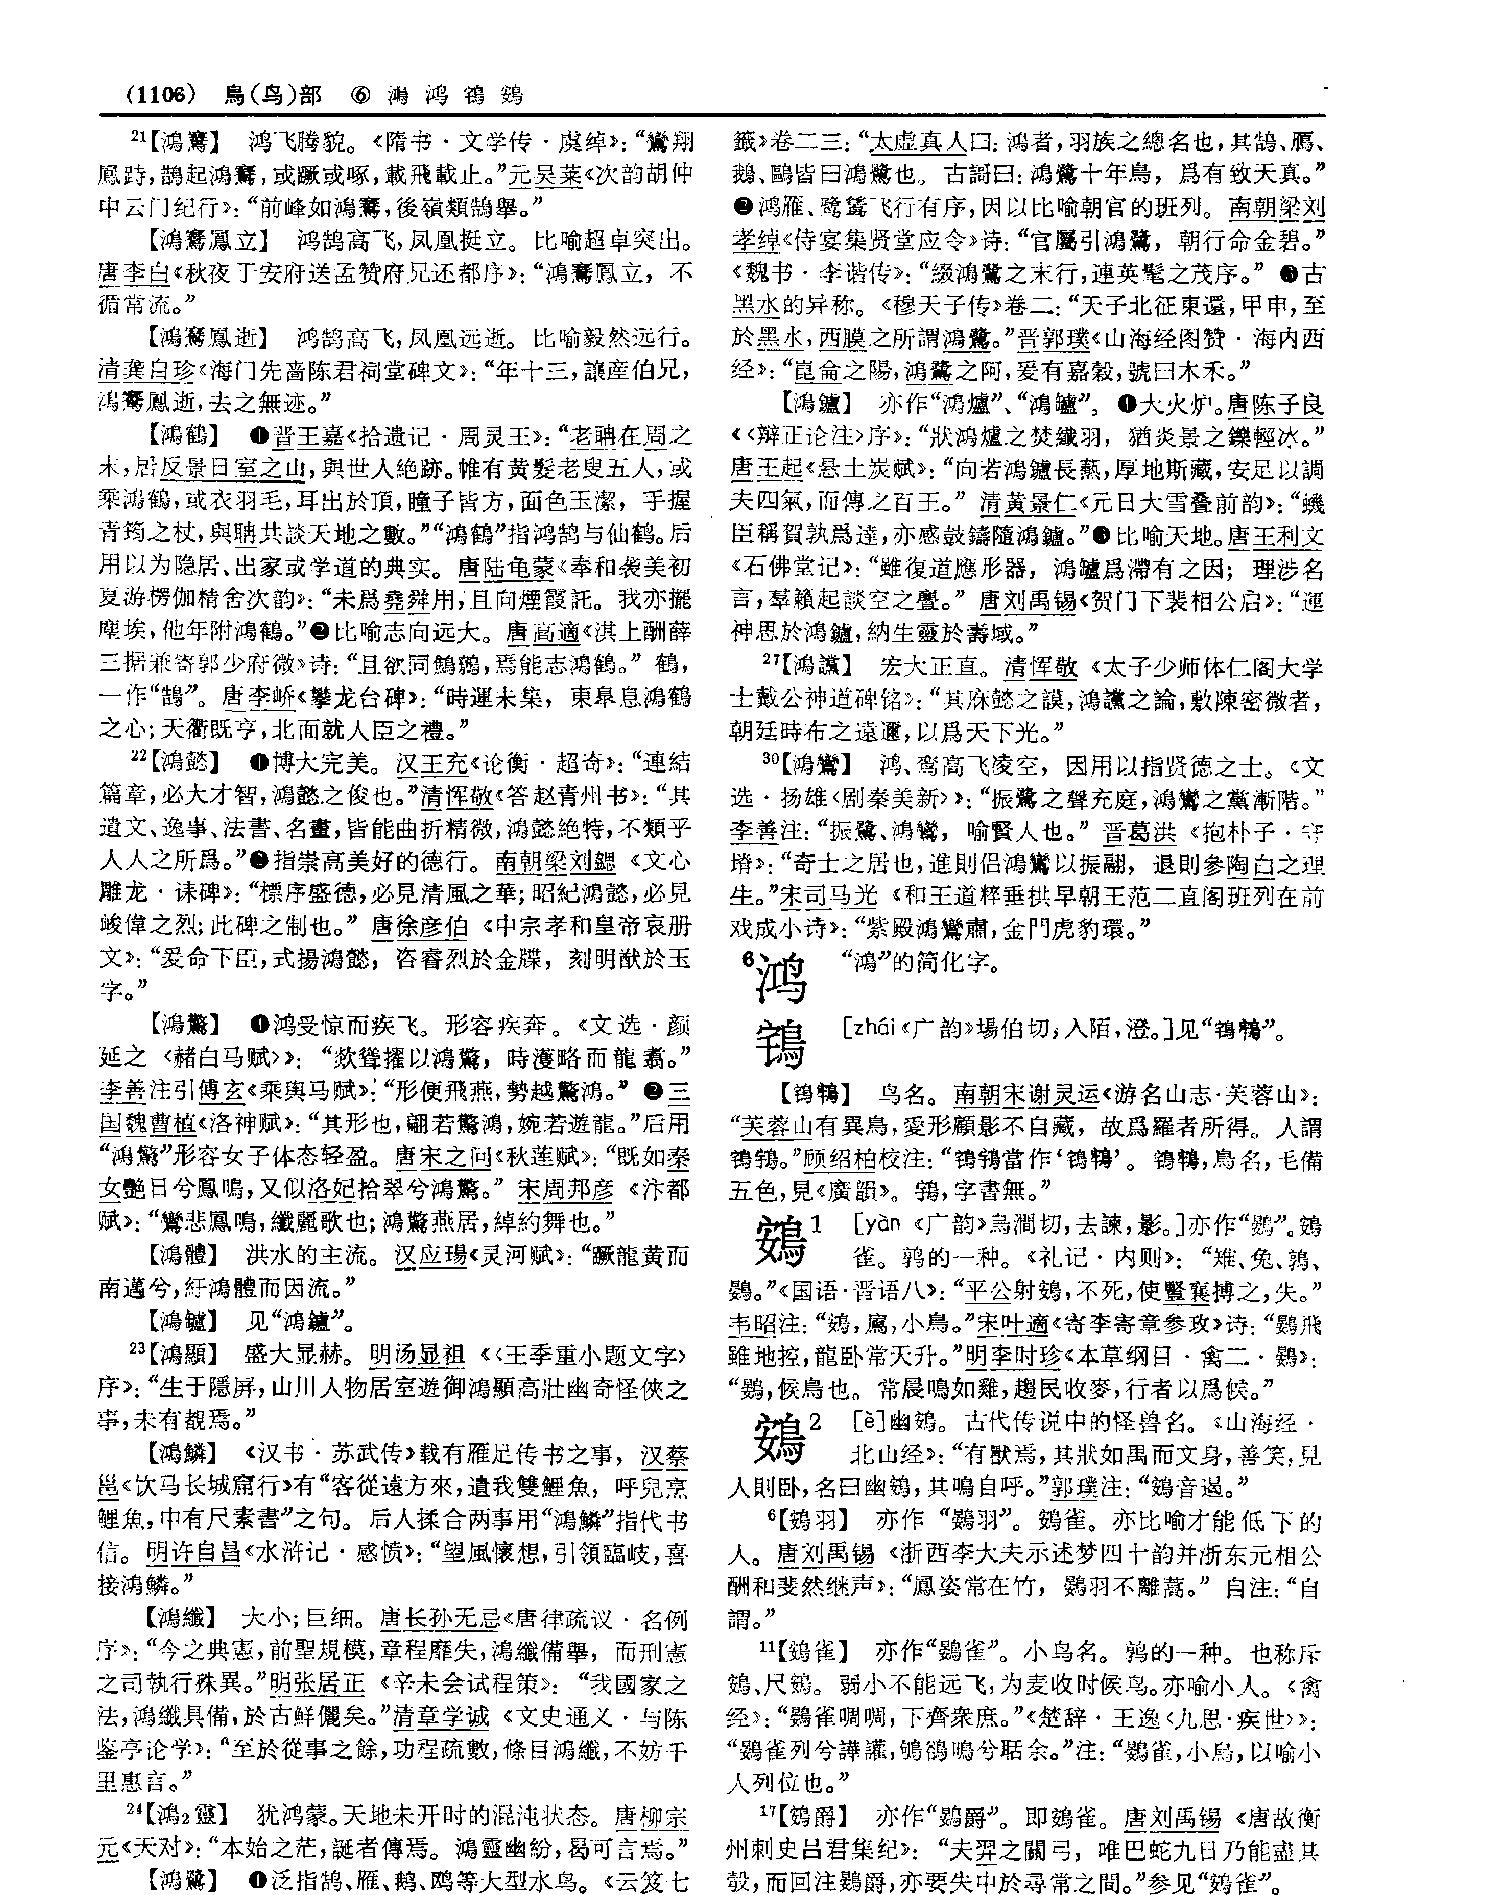 (1106) 鳥(鸟)部 ⑥ 鴻 鸿 䳑 鴳
21【鴻騫】 鸿飞腾貌。《隋书·文学传·虞绰》：“鸞翔
鳳跱，鵲起鴻騫，或蹶或啄，載飛載止。”元吴莱《次韵胡仲
中云门纪行》：“前峰如鴻騫，後嶺類鵠舉。”
【鴻騫鳳立】 鸿鹄高飞，凤凰挺立。比喻超卓突出。
唐李白《秋夜于安府送孟赞府兄还都序》：“鴻騫鳳立，不
循常流。”
【鴻騫鳳逝】 鸿鹄高飞，凤凰远逝。比喻毅然远行。
清龚自珍《海门先啬陈君祠堂碑文》：“年十三，讓産伯兄，
鴻騫鳳逝，去之無迹。”
【鴻鶴】 ❶晋王嘉《拾遗记·周灵王》：“老聃在周之
末，居反景日室之山，與世人絶跡。惟有黄髮老叟五人，或
乘鴻鶴，或衣羽毛，耳出於頂，瞳子皆方，面色玉潔，手握
青筠之杖，與聃共談天地之數。”“鴻鶴”指鸿鹄与仙鹤。后
用以为隐居、出家或学道的典实。唐陆龟蒙《奉和袭美初
夏游楞伽精舍次韵》：“未爲堯舜用，且向煙霞託。我亦擺
塵埃，他年附鴻鶴。”❷比喻志向远大。唐高適《淇上酬薛
三据兼寄郭少府微》诗：“且欲同鷦鷯，焉能志鴻鶴。”鶴，
一作“鵠”。唐李峤《攀龙台碑》：“時運未集，東皋息鴻鶴
之心；天衢既亨，北面就人臣之禮。”
22【鴻懿】 ❶博大完美。汉王充《论衡·超奇》：“連結
篇章，必大才智，鴻懿之俊也。”清恽敬《答赵青州书》：“其
遺文、逸事、法書、名畫，皆能曲折精微，鴻懿絶特，不類乎
人人之所爲。”❷指崇高美好的德行。南朝梁刘勰《文心
雕龙·诔碑》：“標序盛德，必見清風之華；昭紀鴻懿，必見
峻偉之烈；此碑之制也。”唐徐彦伯《中宗孝和皇帝哀册
文》：“爰命下臣，式揚鴻懿，咨睿烈於金牒，刻明猷於玉
字。”
【鴻驚】 ❶鸿受惊而疾飞。形容疾奔。《文选·颜
延之〈赭白马赋〉》：“欻聳擢以鴻驚，時濩略而龍翥。”
李善注引傅玄《乘舆马赋》：“形便飛燕，勢越驚鴻。”❷三
国魏曹植《洛神赋》：“其形也，翩若驚鴻，婉若遊龍。”后用
“鴻驚”形容女子体态轻盈。唐宋之问《秋莲赋》：“既如秦
女艷日兮鳳鳴，又似洛妃拾翠兮鴻驚。”宋周邦彦《汴都
赋》：“鸞悲鳳鳴，纖麗歌也；鴻驚燕居，綽約舞也。”
【鴻體】 洪水的主流。汉应瑒《灵河赋》：“蹶龍黄而
南邁兮，紆鴻體而因流。”
【鴻罏】 见“鴻鑪”。
23【鴻顯】 盛大显赫。明汤显祖《〈王季重小题文字〉
序》：“生于隱屏，山川人物居室遊御鴻顯高壯幽奇怪俠之
事，未有覩焉。”
【鴻鱗】 《汉书·苏武传》载有雁足传书之事，汉蔡
邕《饮马长城窟行》有“客從遠方來，遺我雙鯉魚，呼兒烹
鯉魚，中有尺素書”之句。后人揉合两事用“鴻鱗”指代书
信。明许自昌《水浒记·感愤》：“望風懷想，引領臨岐，喜
接鴻鱗。”
【鴻纖】 大小；巨细。唐长孙无忌《唐律疏议·名例
序》：“今之典憲，前聖規模，章程靡失，鴻纖備舉，而刑憲
之司執行殊異。”明张居正《辛未会试程策》：“我國家之
法，鴻纖具備，於古鮮儷矣。”清章学诚《文史通义·与陈
鉴亭论学》：“至於從事之餘，功程疏數，條目鴻纖，不妨千
里惠言。”
24【鴻2靈】 犹鸿蒙。天地未开时的混沌状态。唐柳宗
元《天对》：“本始之茫，誕者傳焉。鴻靈幽紛，曷可言焉。”
【鴻鷺】 ❶泛指鹄、雁、鹅、鸥等大型水鸟。《云笈七
籤》卷二三：“太虚真人曰：鴻者，羽族之總名也，其鵠、鴈、
鵝、鷗皆曰鴻鷺也。古謌曰：鴻鷺十年鳥，爲有致天真。”
❷鸿雁、鹭鸶飞行有序，因以比喻朝官的班列。南朝梁刘
孝绰《侍宴集贤堂应令》诗：“官屬引鴻鷺，朝行命金碧。”
《魏书·李谐传》：“綴鴻鷺之末行，連英髦之茂序。”❸古
黑水的异称。《穆天子传》卷二：“天子北征東還，甲申，至
於黑水，西膜之所謂鴻鷺。”晋郭璞《山海经图赞·海内西
经》：“崑侖之陽，鴻鷺之阿，爰有嘉穀，號曰木禾。”
【鴻鑪】 亦作“鴻爐”、“鴻罏”。❶大火炉。唐陈子良
《〈辩正论注〉序》：“狀鴻爐之焚纖羽，猶炎景之鑠輕冰。”
唐王起《悬土炭赋》：“向若鴻鑪長爇，厚地斯藏，安足以調
夫四氣，而傳之百王。”清黄景仁《元日大雪叠前韵》：“蟣
臣稱賀孰爲達，亦感鼓鑄隨鴻鑪。”❷比喻天地。唐王利文
《石佛堂记》：“雖復道應形器，鴻罏爲滯有之因；理涉名
言，羣籟起談空之疊。”唐刘禹锡《贺门下裴相公启》：“運
神思於鴻鑪，納生靈於壽域。”
27【鴻讜】 宏大正直。清恽敬《太子少师体仁阁大学
士戴公神道碑铭》：“其庥懿之謨，鴻讜之論，敷陳密微者，
朝廷時布之遠邇，以爲天下光。”
30【鴻鸞】 鸿、鸾高飞凌空，因用以指贤德之士。《文
选·扬雄〈剧秦美新〉》：“振鷺之聲充庭，鴻鸞之黨漸階。”
李善注：“振鷺、鴻鸞，喻賢人也。”晋葛洪《抱朴子·守
塉》：“奇士之居也，進則侣鴻鸞以振翮，退則參陶白之理
生。”宋司马光《和王道粹垂拱早朝王范二直阁班列在前
戏成小诗》：“紫殿鴻鸞肅，金門虎豹環。”
6鸿 “鴻”的简化字。
䳑 [zhái《广韵》場伯切，入陌，澄。]见“䳑鵫”。
鸟名。南朝宋谢灵运《游名山志·芙蓉山》：
“芙蓉山有異鳥，愛形顧影不自藏，故爲羅者所得。人謂
顾绍柏校注：
五色，見《廣韻》。鵫，字書無。”
鴳1 [yàn《广韵》烏澗切，去諫，影。]亦作“鷃”。鴳
雀。鹑的一种。《礼记·内则》：“雉、兔、鶉、
鷃。”《国语·晋语八》：“平公射鴳，不死，使豎襄搏之，失。”
韦昭注：“鴳，鳸，小鳥。”宋叶適《寄李寄章参政》诗：“鷃飛
雖地控，龍卧常天升。”明李时珍《本草纲目·禽二·鷃》：
“鷃，候鳥也。常晨鳴如雞，趨民收麥，行者以爲候。”
鴳2 [è]幽鴳。古代传说中的怪兽名。《山海经·
北山经》：“有獸焉，其狀如禺而文身，善笑，見
人則卧，名曰幽鴳，其鳴自呼。”郭璞注：“鴳音遏。”
6【鴳羽】 亦作“鷃羽”。鴳雀。亦比喻才能低下的
人。唐刘禹锡《浙西李大夫示述梦四十韵并浙东元相公
酬和斐然继声》：“鳳姿常在竹，鷃羽不離蒿。”自注：“自
謂。”
11【鴳雀】 亦作“鷃雀”。小鸟名。鹑的一种。也称斥
鴳、尺鴳。弱小不能远飞，为麦收时候鸟。亦喻小人。《禽
经》：“鷃雀啁啁，下齊衆庶。”《楚辞·王逸〈九思·疾世〉》：
“鷃雀列兮譁讙，鴝鵒鳴兮聒余。”注：“鷃雀，小鳥，以喻小
人列位也。”
17【鴳爵】 亦作“鷃爵”。即鴳雀。唐刘禹锡《唐故衡
州刺史吕君集纪》：“夫羿之關弓，唯巴蛇九日乃能盡其
彀，而回注鷃爵，亦要失中於尋常之間。”参见“鴳雀”。